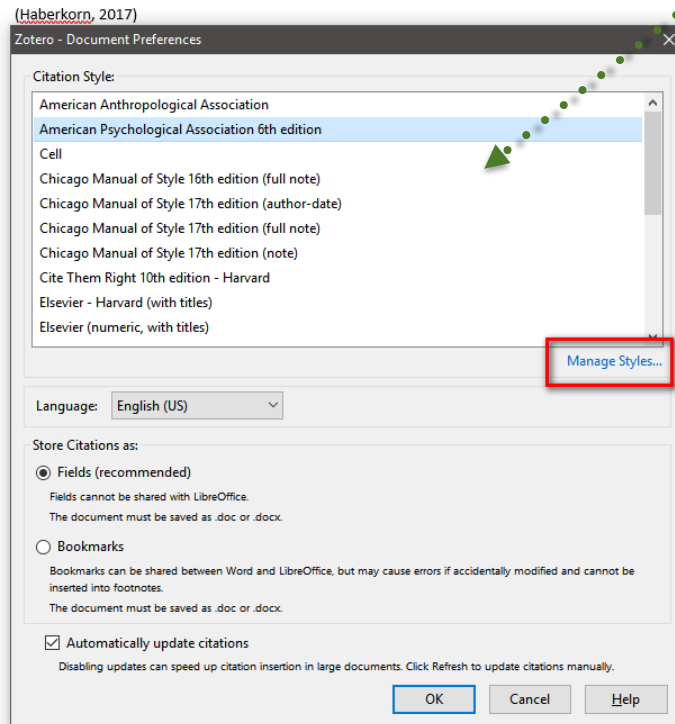 (Haberkorn, 2017)
Zotero - Document Preferences
Citation Style:
American Anthropological Association
American Psychological Association 6th edition
Cell
Chicago Manual of Style 16th edition (full note)
Chicago Manual of Style 17th edition (author-date)
Chicago Manual of Style 17th edition (full note)
Chicago Manual of Style 17th edition (note)
Cite Them Right 10th edition - Harvard
Elsevier - Harvard (with titles)
Elsevier (numeric, with titles)
Manage Styles...
Language: English (US)
Store Citations as:
Fields (recommended)
Fields cannot be shared with LibreOffice.
The document must be saved as .doc or .docx.
Bookmarks
Bookmarks can be shared between Word and LibreOffice, but may cause errors if accidentally modified and cannot be
inserted into footnotes.
The document must be saved as .doc or .docx.
Automatically update citations
Disabling updates can speed up citation insertion in large documents. Click Refresh to update citations manually.
OK Cancel Help